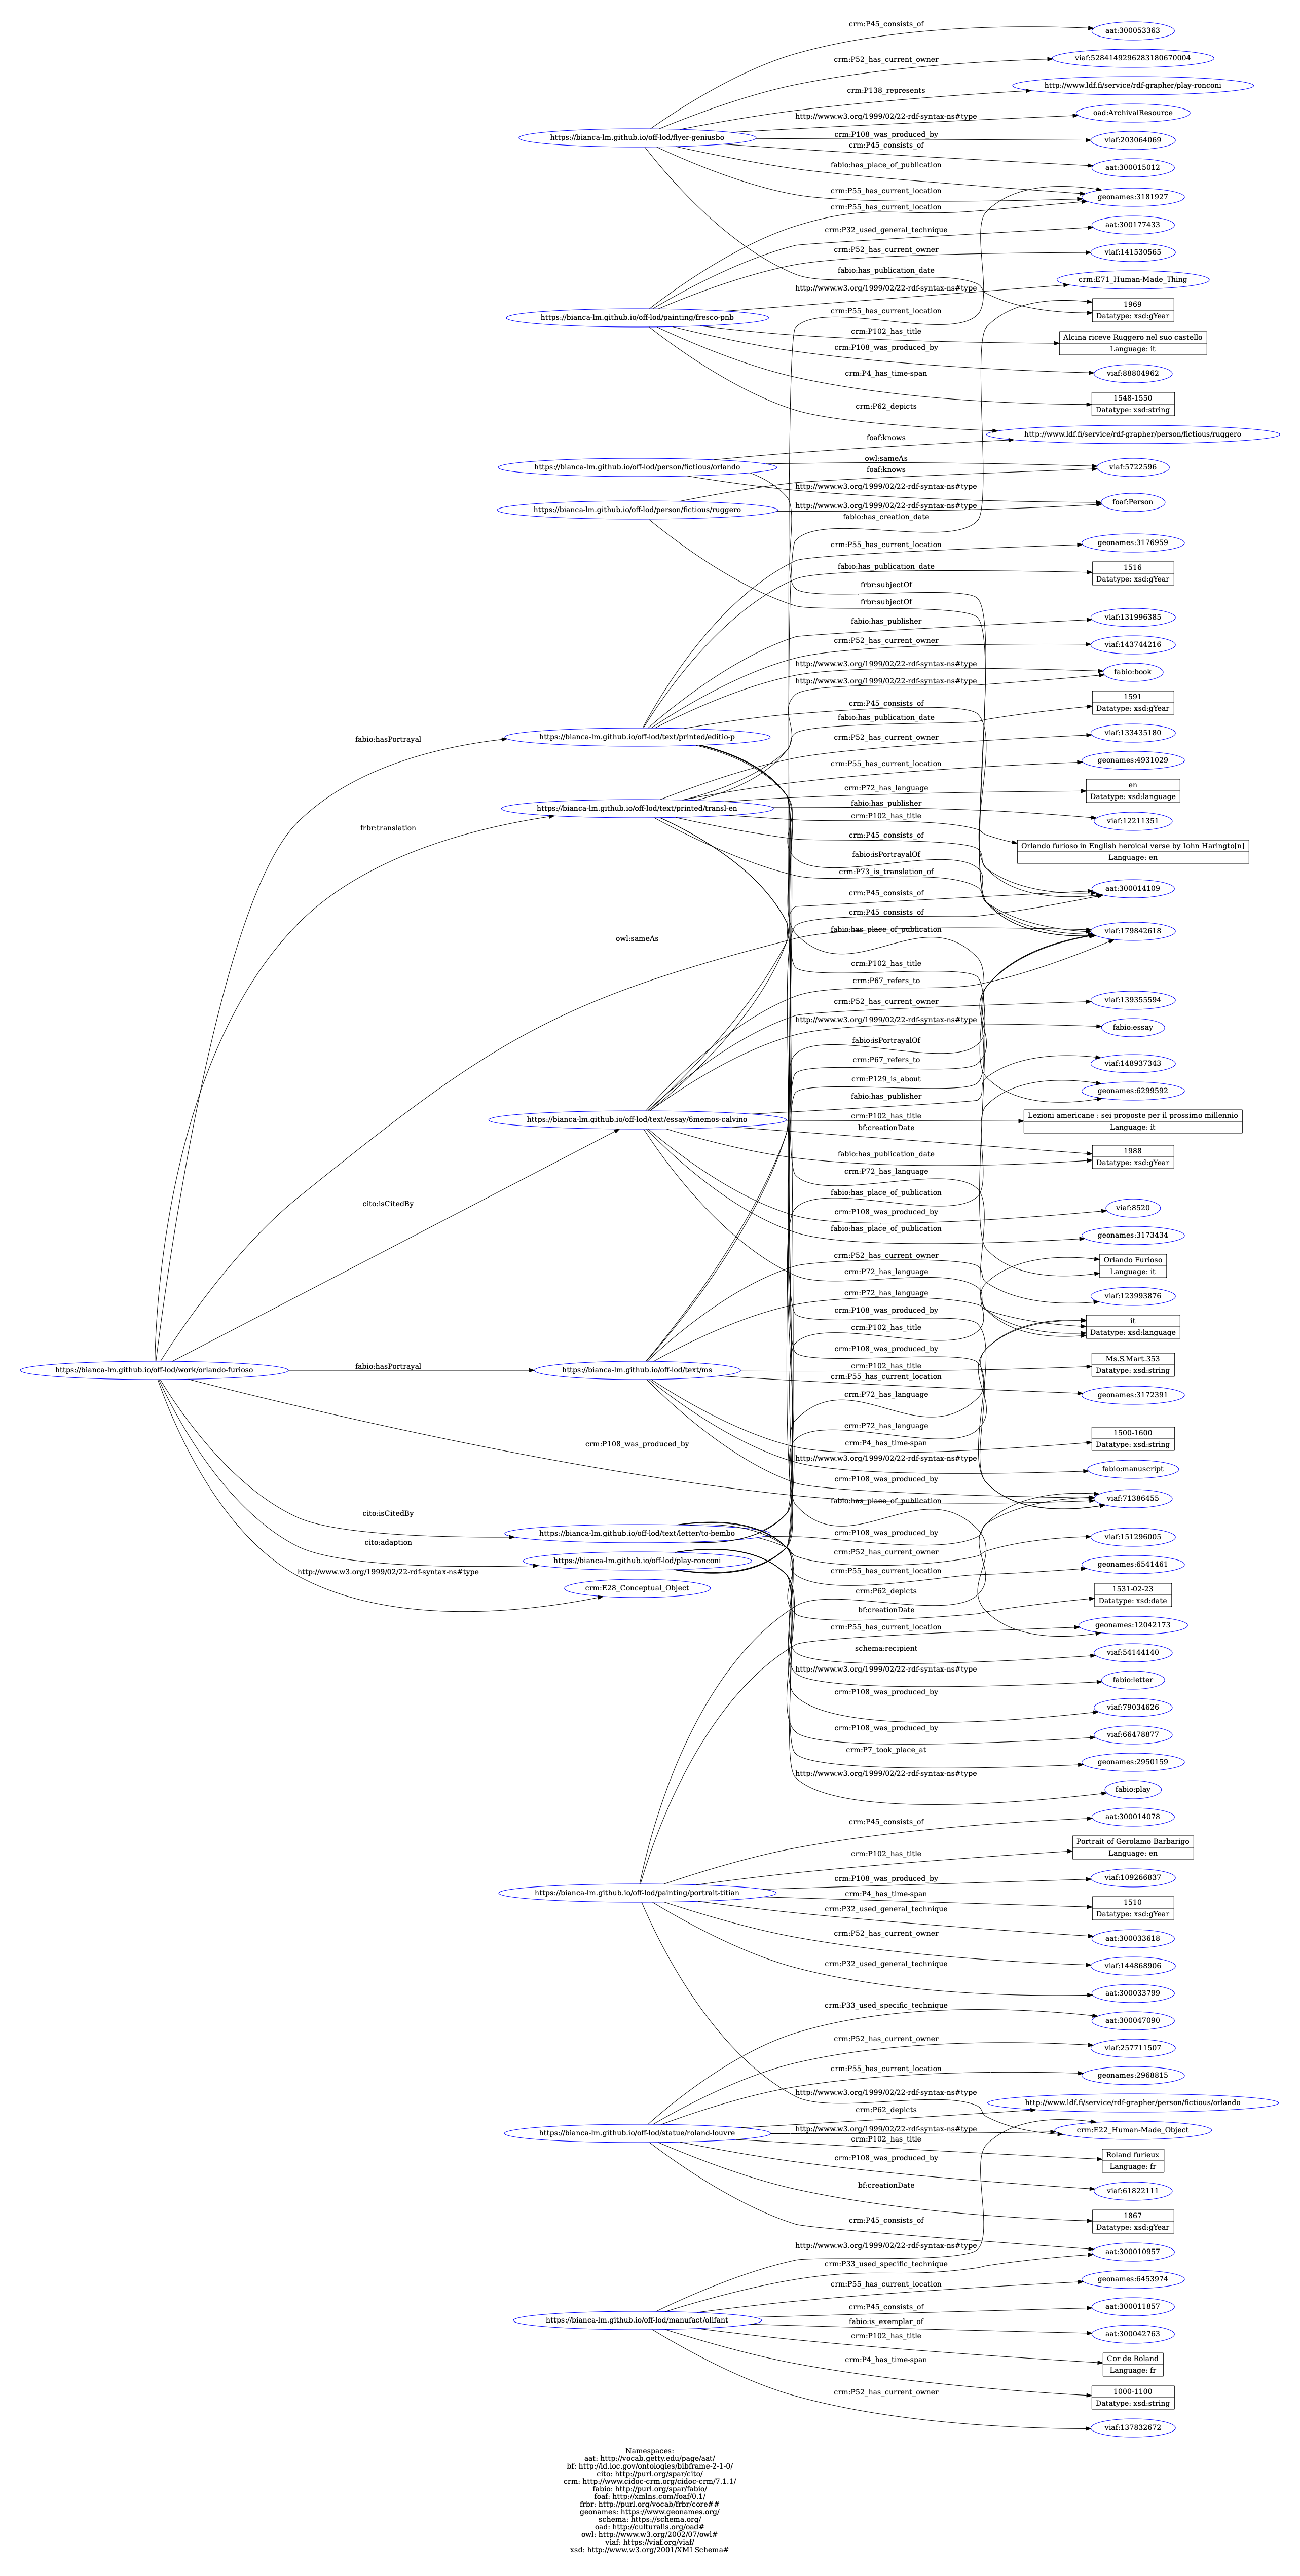 crm:P45_consists_of
aat:300053363
crm:P52_has_current_owner
viaf:5284149296283180670004
crm:P138_represents
http://www.ldf.fi/service/rdf-grapher/play-ronconi
http://www.w3.org/1999/02/22-rdf-syntax-ns#type
oad:ArchivalResource
https://bianca-lm.github.io/off-lod/flyer-geniusbo
crm:P108_was_produced_by
viaf:203064069
crm:P45_consists_of
aat:300015012
fabio:has_place_of_publication
crm:P55_has_current_location
geonames:3181927
crm:P55_has_current_location
crm:P32_used_general_technique
aat:300177433
crm:P52_has_current_owner
viaf:141530565
fabio:has_publication_date
crm:E71_Human-Made_Thing
http://www.w3.org/1999/02/22-rdf-syntax-ns#type
1969
Datatype: xsd:gYear
crm:P55_has_current_location
https://bianca-lm.github.io/off-lod/painting/fresco-pnb
crm:P102_has_title
Alcina riceve Ruggero nel suo castello
Language: it
crm:P108_was_produced_by
viaf:88804962
crm:P4_has_time-span
1548-1550
Datatype: xsd:string
crm:P62_depicts
http://www.ldf.fi/service/rdf-grapher/person/fictious/ruggero
foaf:knows
owl:sameAs
https://bianca-lm.github.io/off-lod/person/fictious/orlando
viaf:5722596
foaf:knows
http://www.w3.org/1999/02/22-rdf-syntax-ns#type
foaf:Person
http://www.w3.org/1999/02/22-rdf-syntax-ns#type
https://bianca-lm.github.io/off-lod/person/fictious/ruggero
fabio:has_creation_date
crm:P55_has_current_location
geonames:3176959
fabio:has_publication_date
1516
Datatype: xsd:gYear
frbr:subjectOf
frbr:subjectOf
fabio:has_publisher
viaf:131996385
crm:P52_has_current_owner
viaf:143744216
http://www.w3.org/1999/02/22-rdf-syntax-ns#type
fabio:book
http://www.w3.org/1999/02/22-rdf-syntax-ns#type
1591
Datatype: xsd:gYear
crm:P45_consists_of
fabio:has_publication_date
fabio:hasPortrayal
https://bianca-lm.github.io/off-lod/text/printed/editio-p
crm:P52_has_current_owner
viaf:133435180
crm:P55_has_current_location
geonames:4931029
crm:P72_has_language
en
Datatype: xsd:language
fabio:has_publisher
https://bianca-lm.github.io/off-lod/text/printed/transl-en
crm:P102_has_title
viaf:12211351
frbr:translation
crm:P45_consists_of
Orlando furioso in English heroical verse by Iohn Haringto[n]
Language: en
fabio:isPortrayalOf
crm:P73_is_translation_of
aat:300014109
crm:P45_consists_of
crm:P45_consists_of
fabio:has_place_of_publication
viaf:179842618
owl:sameAs
crm:P102_has_title
crm:P67_refers_to
crm:P52_has_current_owner
viaf:139355594
http://www.w3.org/1999/02/22-rdf-syntax-ns#type
fabio:essay
fabio:isPortrayalOf
crm:P67_refers_to
viaf:148937343
crm:P129_is_about
geonames:6299592
fabio:has_publisher
https://bianca-lm.github.io/off-lod/text/essay/6memos-calvino
crm:P102_has_title
Lezioni americane : sei proposte per il prossimo millennio
Language: it
bf:creationDate
1988
Datatype: xsd:gYear
fabio:has_publication_date
crm:P72_has_language
fabio:has_place_of_publication
cito:isCitedBy
crm:P108_was_produced_by
viaf:8520
fabio:has_place_of_publication
geonames:3173434
crm:P52_has_current_owner
Orlando Furioso
Language: it
crm:P72_has_language
crm:P72_has_language
viaf:123993876
crm:P108_was_produced_by
it
Datatype: xsd:language
crm:P102_has_title
crm:P108_was_produced_by
https://bianca-lm.github.io/off-lod/work/orlando-furioso
fabio:hasPortrayal
https://bianca-lm.github.io/off-lod/text/ms
crm:P102_has_title
Ms.S.Mart.353
Datatype: xsd:string
crm:P55_has_current_location
geonames:3172391
crm:P72_has_language
crm:P72_has_language
crm:P108_was_produced_by
crm:P4_has_time-span
1500-1600
Datatype: xsd:string
http://www.w3.org/1999/02/22-rdf-syntax-ns#type
fabio:manuscript
crm:P108_was_produced_by
viaf:71386455
fabio:has_place_of_publication
cito:isCitedBy
https://bianca-lm.github.io/off-lod/text/letter/to-bembo
crm:P108_was_produced_by
viaf:151296005
cito:adaption
crm:P52_has_current_owner
https://bianca-lm.github.io/off-lod/play-ronconi
geonames:6541461
crm:P55_has_current_location
http://www.w3.org/1999/02/22-rdf-syntax-ns#type
crm:E28_Conceptual_Object
crm:P62_depicts
1531-02-23
Datatype: xsd:date
bf:creationDate
crm:P55_has_current_location
geonames:12042173
schema:recipient
viaf:54144140
http://www.w3.org/1999/02/22-rdf-syntax-ns#type
fabio:letter
crm:P108_was_produced_by
viaf:79034626
crm:P108_was_produced_by
viaf:66478877
crm:P7_took_place_at
geonames:2950159
http://www.w3.org/1999/02/22-rdf-syntax-ns#type
fabio:play
crm:P45_consists_of
aat:300014078
crm:P102_has_title
Portrait of Gerolamo Barbarigo
Language: en
crm:P108_was_produced_by
viaf:109266837
https://bianca-lm.github.io/off-lod/painting/portrait-titian
crm:P4_has_time-span
1510
Datatype: xsd:gYear
crm:P32_used_general_technique
aat:300033618
crm:P52_has_current_owner
viaf:144868906
crm:P32_used_general_technique
aat:300033799
crm:P33_used_specific_technique
aat:300047090
crm:P52_has_current_owner
viaf:257711507
crm:P55_has_current_location
geonames:2968815
http://www.w3.org/1999/02/22-rdf-syntax-ns#type
http://www.ldf.fi/service/rdf-grapher/person/fictious/orlando
crm:P62_depicts
http://www.w3.org/1999/02/22-rdf-syntax-ns#type
crm:E22_Human-Made_Object
https://bianca-lm.github.io/off-lod/statue/roland-louvre
crm:P102_has_title
Roland furieux
Language: fr
crm:P108_was_produced_by
viaf:61822111
bf:creationDate
1867
Datatype: xsd:gYear
crm:P45_consists_of
http://www.w3.org/1999/02/22-rdf-syntax-ns#type
aat:300010957
crm:P33_used_specific_technique
crm:P55_has_current_location
geonames:6453974
crm:P45_consists_of
aat:300011857
https://bianca-lm.github.io/off-lod/manufact/olifant
fabio:is_exemplar_of
aat:300042763
crm:P102_has_title
Cor de Roland
Language: fr
crm:P4_has_time-span
1000-1100
Datatype: xsd:string
crm:P52_has_current_owner
viaf:137832672
Namespaces:
aat: http://vocab.getty.edu/page/aat/
bf: http://id.loc.gov/ontologies/bibframe-2-1-0/
cito: http://purl.org/spar/cito/
crm: http://www.cidoc-crm.org/cidoc-crm/7.1.1/
fabio: http://purl.org/spar/fabio/
foaf: http://xmlns.com/foaf/0.1/
frbr: http://purl.org/vocab/frbr/core##
geonames: https://www.geonames.org/
schema: https://schema.org/
oad: http://culturalis.org/oad#
owl: http://www.w3.org/2002/07/owl#
viaf: https://viaf.org/viaf/
xsd: http://www.w3.org/2001/XMLSchema#